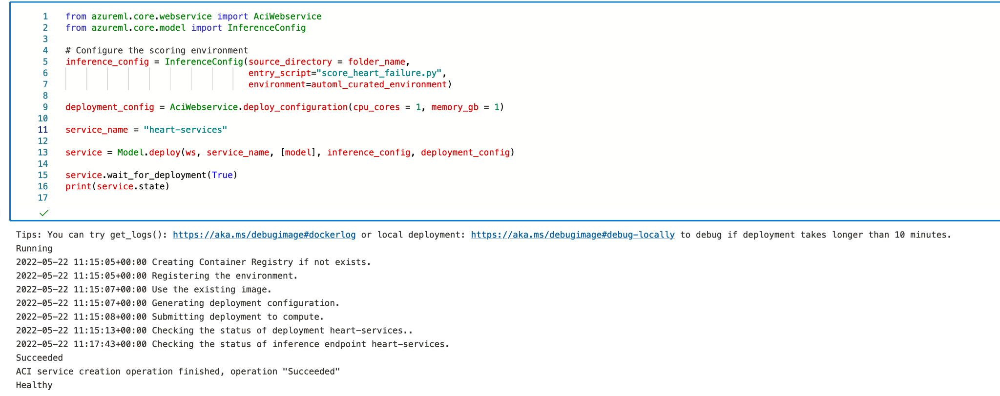 1 from azureml.core.webservice import AciWebservice
2 from azureml.core.model import InferenceConfig
3
4 # Configure the scoring environment
5 inference_config = InferenceConfig(source_directory = folder_name,
6 entry_script="score_heart_failure.py",
7 environment=automl_curated_environment)
8
9 deployment_config = AciWebservice.deploy_configuration(cpu_cores = 1, memory_gb = 1)
10
11 service_name = "heart-services"
12
13 service = Model.deploy(ws, service_name, [model], inference_config, deployment_config)
14
15 service.wait_for_deployment(True)
16 print(service.state)
17
Tips: You can try get_logs(): https://aka.ms/debugimage#dockerlog or local deployment: https://aka.ms/debugimage#debug-locally to debug if deployment takes longer than 10 minutes.
Running
2022-05-22 11:15:05+00:00 Creating Container Registry if not exists.
2022-05-22 11:15:05+00:00 Registering the environment.
2022-05-22 11:15:07+00:00 Use the existing image.
2022-05-22 11:15:07+00:00 Generating deployment configuration.
2022-05-22 11:15:08+00:00 Submitting deployment to compute.
2022-05-22 11:15:13+00:00 Checking the status of deployment heart-services..
2022-05-22 11:17:43+00:00 Checking the status of inference endpoint heart-services.
Succeeded
ACI service creation operation finished, operation "Succeeded"
Healthy